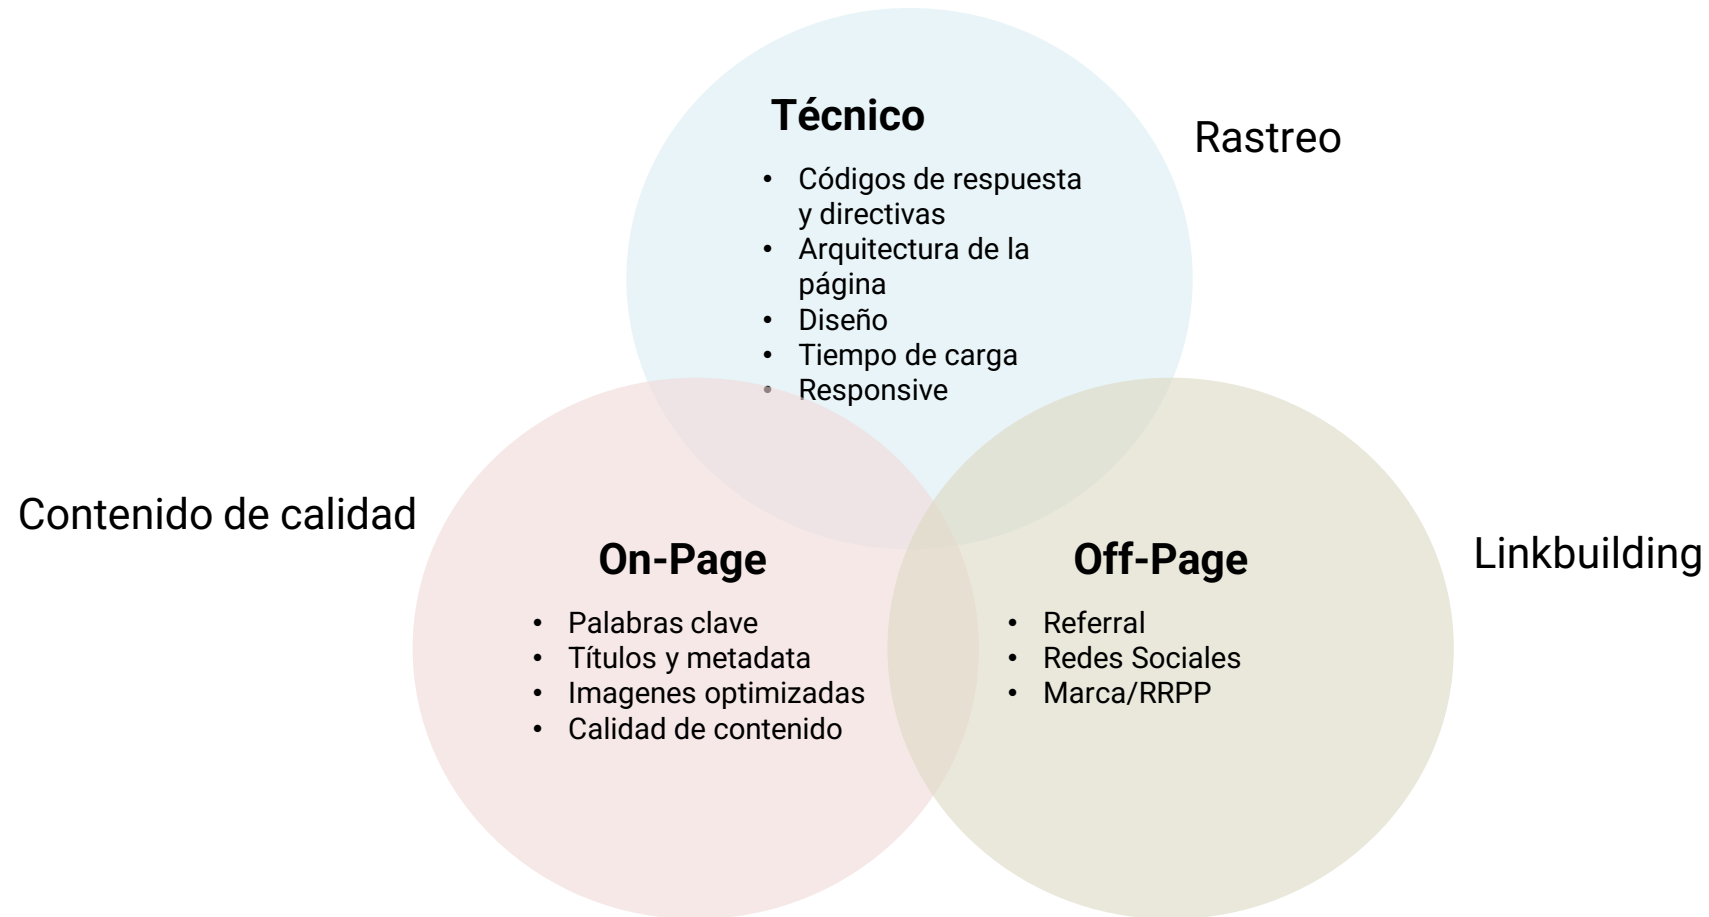 Técnico
• Códigos de respuesta
y directivas
• Arquitectura de la
página
• Diseño
• Tiempo de carga
• Responsive
Rastreo
Contenido de calidad
On-Page
• Palabras clave
• Títulos y metadata
• Imagenes optimizadas
• Calidad de contenido
Off-Page
• Referral
• Redes Sociales
• Marca/RRPP
Linkbuilding